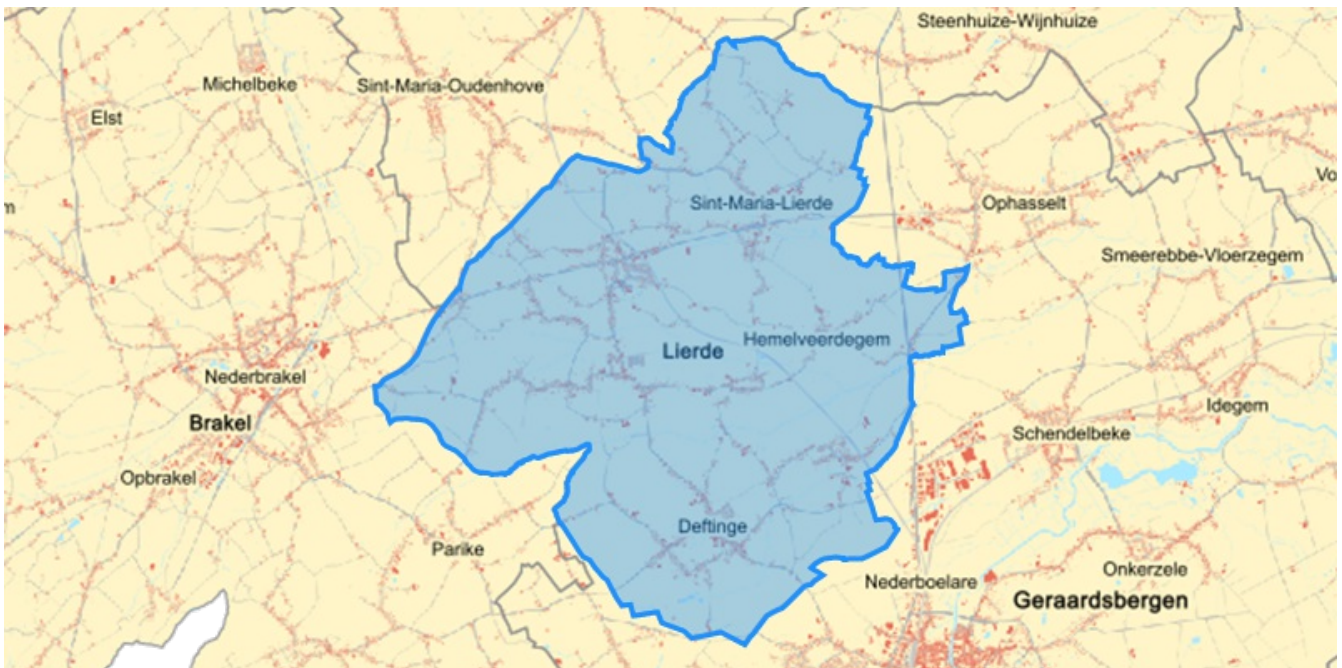 Steenhuize-Wijnhuize
Michelbeke
Sint-Maria-Oudenhove
Elst
Vo
Sint-Maria-Lierde
Ophasselt
m
Smeerebbe-Vloerzegem
Hemelveerdegem
Lierde
Nederbrakel
Idegem
Brakel
Schendelbeke
Opbrakel
Deftinge
Parike
Onkerzele
Nederboelare
Geraardsbergen